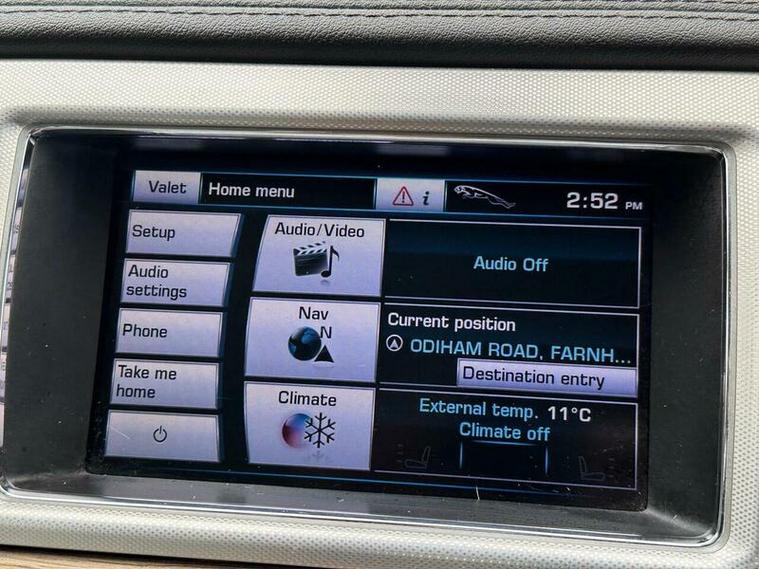 Valet
Home menu
i
2:52 PM
Setup
Audio
settings
Phone
Take me
home
Audio/Video
Audio Off
Nav
N
Current position
ODIHAM ROAD, FARNH...
Destination entry
Climate
External temp. 11°C
Climate off